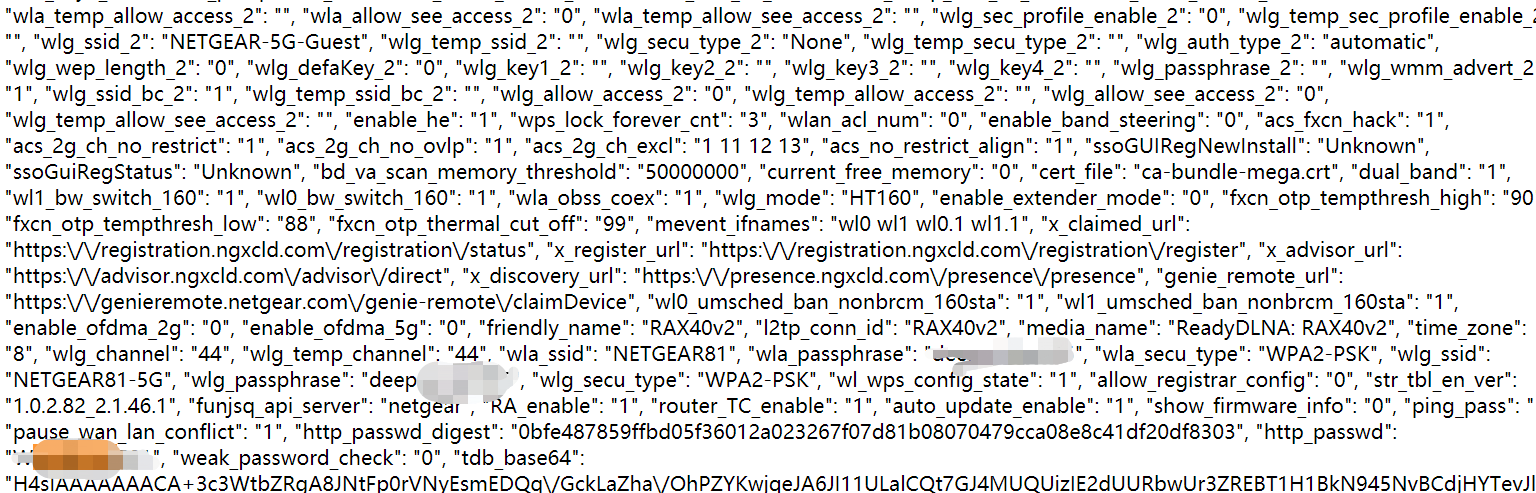 "wla_temp_allow_access_2": "", "wla_allow_see_access_2": "0", "wla_temp_allow_see_access_2": "", "wlg_sec_profile_enable_2": "0", "wlg_temp_sec_profile_enable_2
"", "wlg_ssid_2": "NETGEAR-5G-Guest", "wlg_temp_ssid_2": "", "wlg_secu_type_2": "None", "wlg_temp_secu_type_2": "", "wlg_auth_type_2": "automatic",
"wlg_wep_length_2": "0", "wlg_defaKey_2": "0", "wlg_key1_2": "", "wlg_key2_2": "", "wlg_key3_2": "", "wlg_key4_2": "", "wlg_passphrase_2": "", "wlg_wmm_advert_2
"1", "wlg_ssid_bc_2": "1", "wlg_temp_ssid_bc_2": "", "wlg_allow_access_2": "0", "wlg_temp_allow_access_2": "", "wlg_allow_see_access_2": "0",
"wlg_temp_allow_see_access_2": "", "enable_he": "1", "wps_lock_forever_cnt": "3", "wlan_acl_num": "0", "enable_band_steering": "0", "acs_fxcn_hack": "1",
"acs_2g_ch_no_restrict": "1", "acs_2g_ch_no_ovlp": "1", "acs_2g_ch_excl": "1 11 12 13", "acs_no_restrict_align": "1", "ssoGUIRegNewInstall": "Unknown",
"ssoGuiRegStatus": "Unknown", "bd_va_scan_memory_threshold": "50000000", "current_free_memory": "0", "cert_file": "ca-bundle-mega.crt", "dual_band": "1",
"wl1_bw_switch_160": "1", "wl0_bw_switch_160": "1", "wla_obss_coex": "1", "wlg_mode": "HT160", "enable_extender_mode": "0", "fxcn_otp_tempthresh_high": "90
"fxcn_otp_tempthresh_low": "88", "fxcn_otp_thermal_cut_off": "99", "mevent_ifnames": "wl0 wl1 wl0.1 wl1.1", "x_claimed_url":
"https:\/\/registration.ngxcld.com\/registration\/status", "x_register_url": "https:\/\/registration.ngxcld.com\/registration\/register", "x_advisor_url":
"https:\/\/advisor.ngxcld.com\/advisor\/direct", "x_discovery_url": "https:\/\/presence.ngxcld.com\/presence\/presence", "genie_remote_url":
"https:\/\/genieremote.netgear.com\/genie-remote\/claimDevice", "wl0_umsched_ban_nonbrcm_160sta": "1", "wl1_umsched_ban_nonbrcm_160sta": "1",
"enable_ofdma_2g": "0", "enable_ofdma_5g": "0", "friendly_name": "RAX40v2", "l2tp_conn_id": "RAX40v2", "media_name": "ReadyDLNA: RAX40v2", "time_zone":
"8", "wlg_channel": "44", "wlg_temp_channel": "44", "wla_ssid": "NETGEAR81", "wla_passphrase": " ", "wla_secu_type": "WPA2-PSK", "wlg_ssid":
"NETGEAR81-5G", "wlg_passphrase": "deep ", "wlg_secu_type": "WPA2-PSK", "wl_wps_config_state": "1", "allow_registrar_config": "0", "str_tbl_en_ver":
"1.0.2.82_2.1.46.1", "funjsq_api_server": "netgear", "RA_enable": "1", "router_TC_enable": "1", "auto_update_enable": "1", "show_firmware_info": "0", "ping_pass": "
"pause_wan_lan_conflict": "1", "http_passwd_digest": "0bfe487859ffbd05f36012a023267f07d81b08070479cca08e8c41df20df8303", "http_passwd":
"weak_password_check": "0", "tdb_base64":
"H4sIAAAAAAACA+3c3WtbZRgA8JNtFp0rVNyEsmEDQq\/GckLaZha\/OhPZYKwjgeJA6JI11ULalCQt7GJ4MUQUizIE2dUURbwUr3ZREBT1H1BkN945NvBCdjHYTevJl